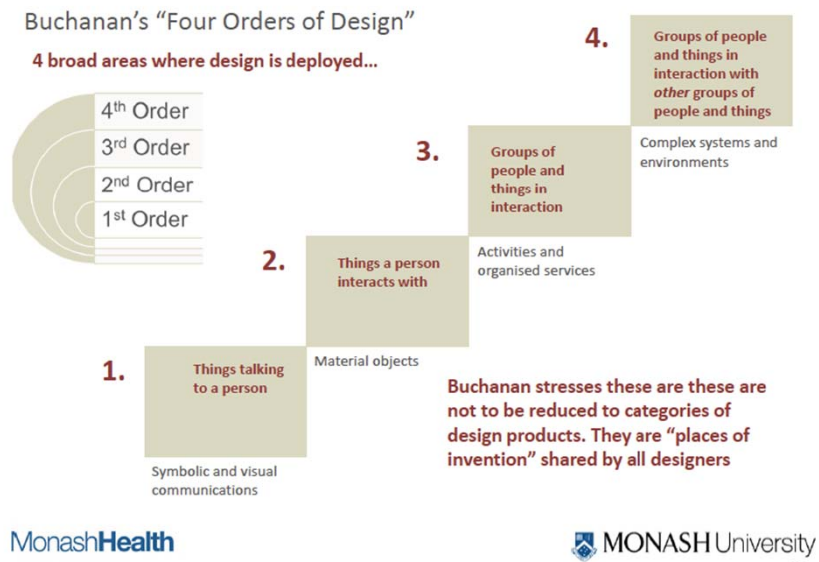 Buchanan's “Four Orders of Design”
4 broad areas where design is deployed...
4th Order
3rd Order
2nd Order
1st Order
1.
Things talking
to a person
Symbolic and visual
communications
2.
Things a person
interacts with
Material objects
3.
Groups of
people and
things in
interaction
Activities and
organised services
4.
Groups of people
and things in
interaction with
other groups of
people and things
Complex systems and
environments
Buchanan stresses these are these are
not to be reduced to categories of
design products. They are “places of
invention” shared by all designers
MonashHealth
MONASH University